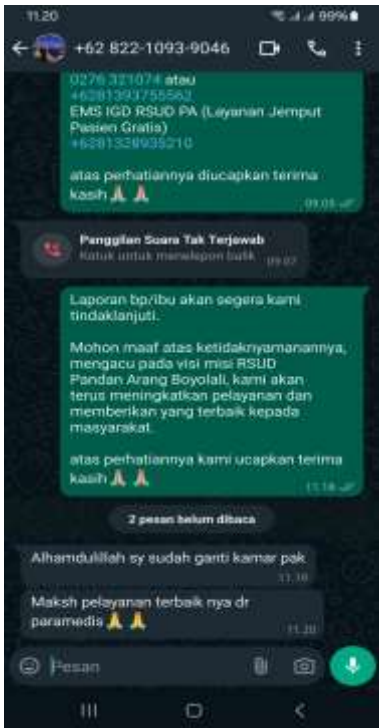 11.20
99%
+62 822-1093-9046
0276 321074 atau
+6281393755562
EMS IGD RSUD PA (Layanan Jemput
Pasien Gratis)
+6281328935210
atas perhatiannya diucapkan terima
kasih 🙏 🙏
09.05
Panggilan Suara Tak Terjawab
Ketuk untuk menelepon balik 09.07
Laporan bp/ibu akan segera kami
tindaklanjuti.
Mohon maaf atas ketidaknyamanannya,
mengacu pada visi misi RSUD
Pandan Arang Boyolali, kami akan
terus meningkatkan pelayanan dan
memberikan yang terbaik kepada
masyarakat.
atas perhatiannya kami ucapkan terima
kasih 🙏 🙏
11.16
2 pesan belum dibaca
Alhamdulillah sy sudah ganti kamar pak
11.19
Maksh pelayanan terbaik nya dr
paramedis 🙏 🙏
11.20
Pesan